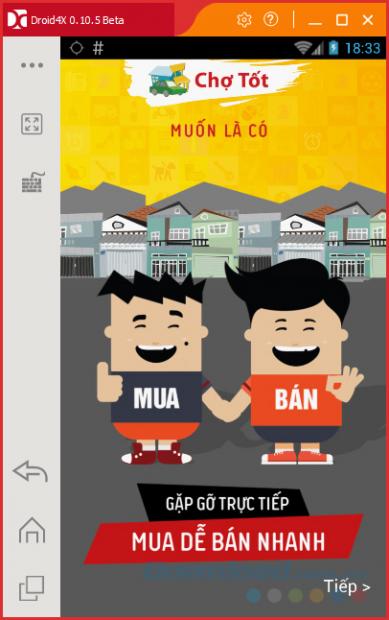 Droid4X 0.10.5 Beta
18:33
Chợ Tốt
MUỐN LÀ CÓ
MUA
BÁN
GẶP GỠ TRỰC TIẾP
MUA DỄ BÁN NHANH
Tiếp >